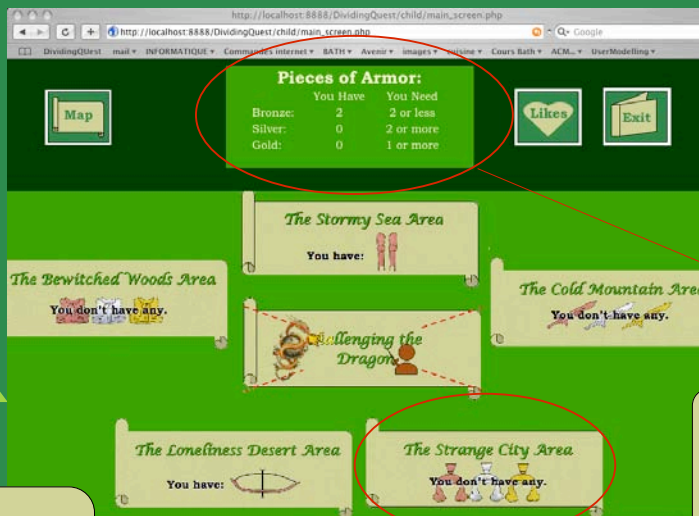 http://localhost:8888/DividingQuest/child/main_screen.php
http://localhost:8888/DividingQuest/child/main_screen.php
Google
DividingQuest mail INFORMATIQUE Commandes internet BATH Avenir images cuisine Cours Bath ACM... UserModelling
Map
Pieces of Armor:
You Have You Need
Bronze: 2 2 or less
Silver: 0 2 or more
Gold: 0 1 or more
Likes
Exit
The Stormy Sea Area
You have:
The Bewitched Woods Area
You don't have any.
The Cold Mountain Are
You don't have any.
allenging the
Dragon
The Loneliness Desert Area
You have:
The Strange City Area
You don't have any.